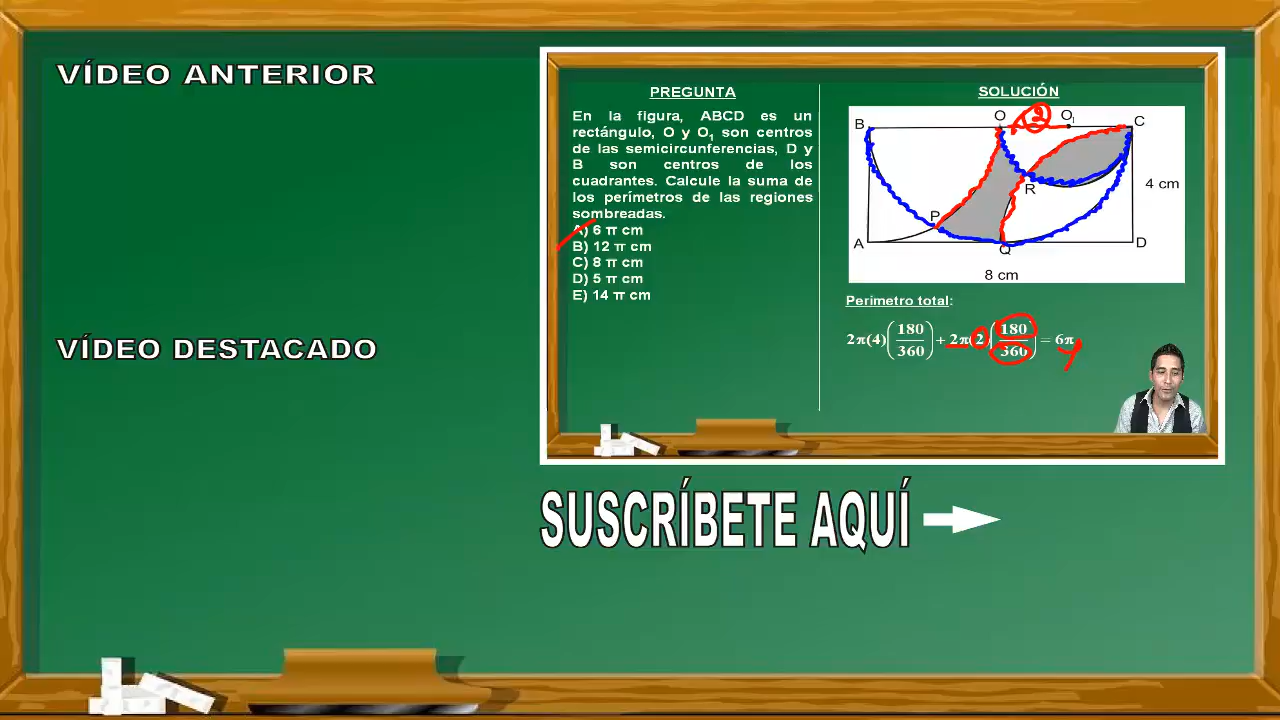 VÍDEO ANTERIOR
VÍDEO DESTACADO
PREGUNTA
En la figura, ABCD es un
rectángulo, O y O₁ son centros
de las semicircunferencias, D y
B son centros de los
cuadrantes. Calcule la suma de
los perímetros de las regiones
sombreadas.
A) 6 π cm
B) 12 π cm
C) 8 π cm
D) 5 π cm
E) 14 π cm
SOLUCIÓN
B O 2 O₁ C
4 cm
R
P
A Q D
8 cm
Perimetro total:
2π(4)(180/360) + 2π(2)(180/360) = 6π
SUSCRÍBETE AQUÍ